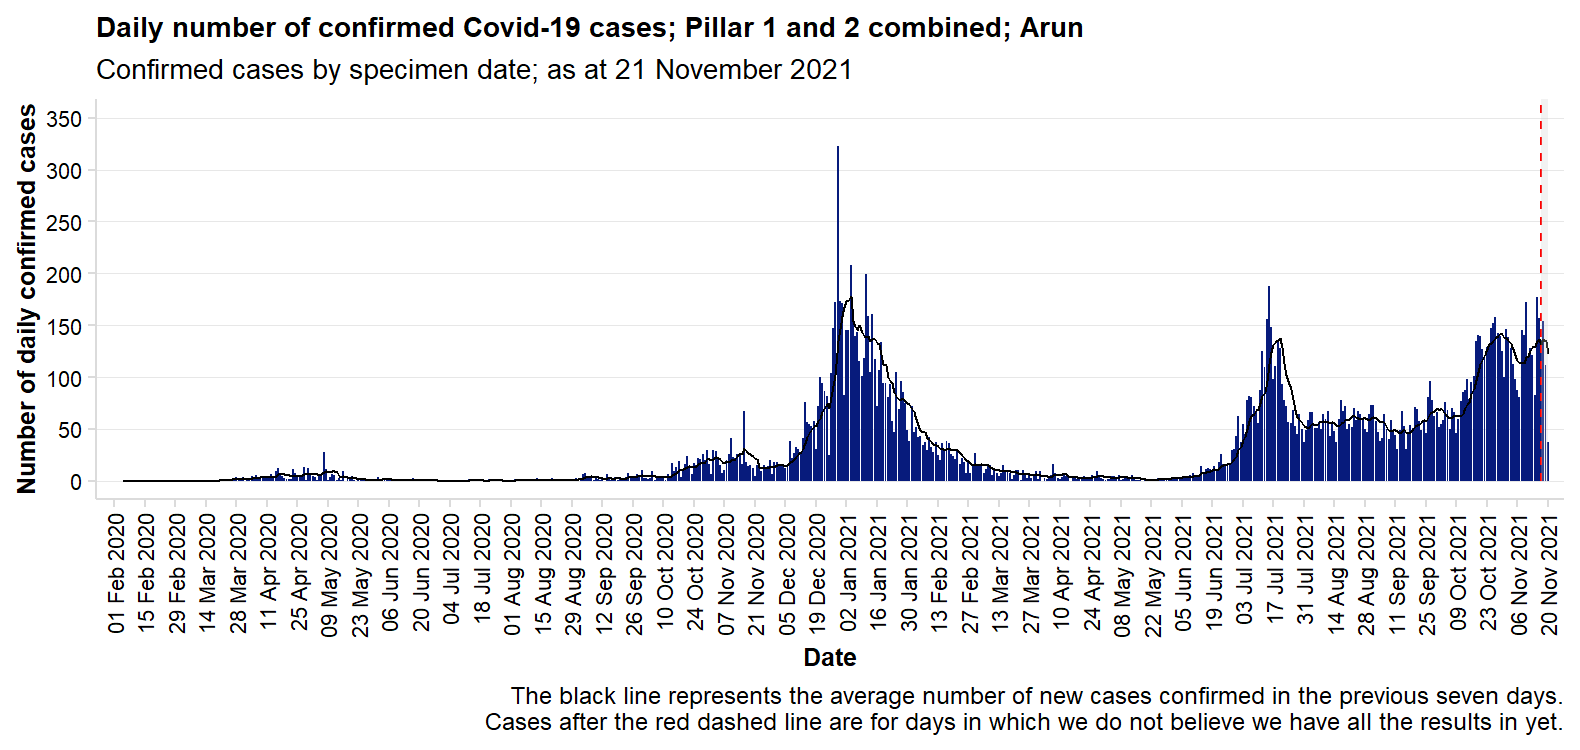 Daily number of confirmed Covid-19 cases; Pillar 1 and 2 combined; Arun
Confirmed cases by specimen date; as at 21 November 2021
Number of daily confirmed cases
350
300
250
200
150
100
50
0
01 Feb 2020
15 Feb 2020
29 Feb 2020
14 Mar 2020
28 Mar 2020
11 Apr 2020
25 Apr 2020
09 May 2020
23 May 2020
06 Jun 2020
20 Jun 2020
04 Jul 2020
18 Jul 2020
01 Aug 2020
15 Aug 2020
29 Aug 2020
12 Sep 2020
26 Sep 2020
10 Oct 2020
24 Oct 2020
07 Nov 2020
21 Nov 2020
05 Dec 2020
19 Dec 2020
02 Jan 2021
16 Jan 2021
30 Jan 2021
13 Feb 2021
27 Feb 2021
13 Mar 2021
27 Mar 2021
10 Apr 2021
24 Apr 2021
08 May 2021
22 May 2021
05 Jun 2021
19 Jun 2021
03 Jul 2021
17 Jul 2021
31 Jul 2021
14 Aug 2021
28 Aug 2021
11 Sep 2021
25 Sep 2021
09 Oct 2021
23 Oct 2021
06 Nov 2021
20 Nov 2021
Date
The black line represents the average number of new cases confirmed in the previous seven days.
Cases after the red dashed line are for days in which we do not believe we have all the results in yet.